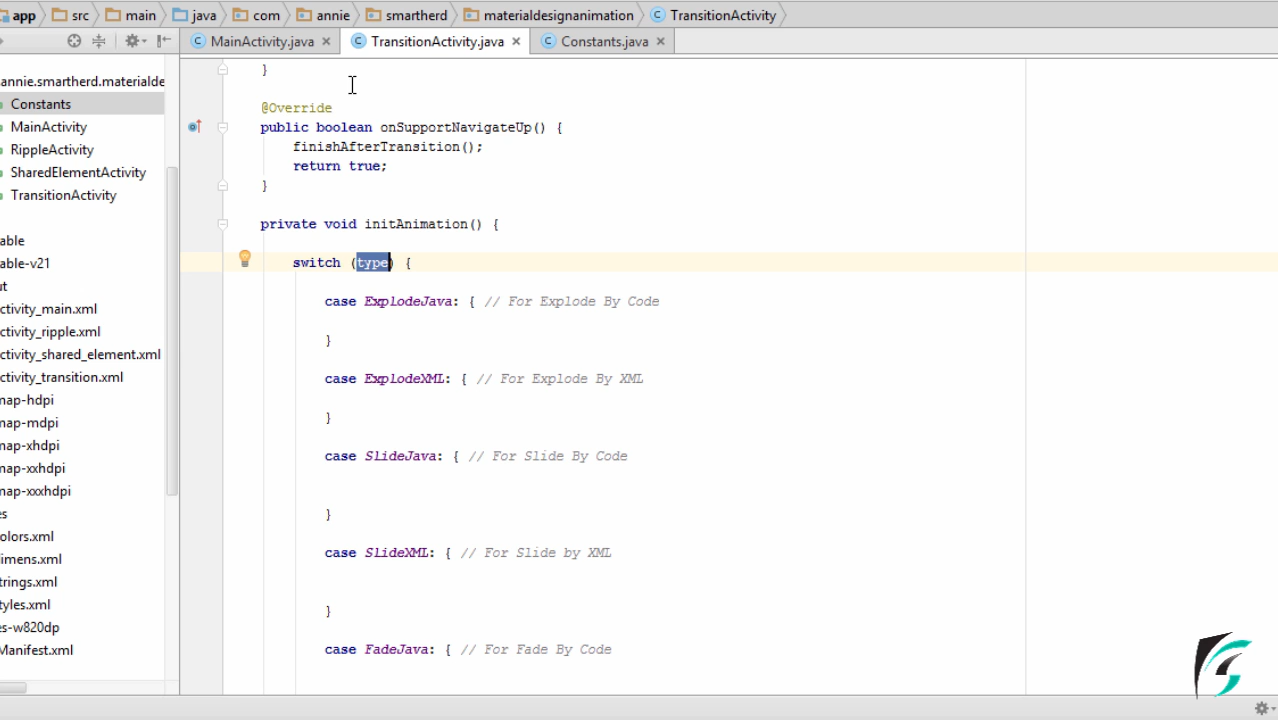 app src main java com annie smartherd materialdesignanimation TransitionActivity
MainActivity.java TransitionActivity.java Constants.java
annie.smartherd.materialde
Constants
MainActivity
RippleActivity
SharedElementActivity
TransitionActivity
able
able-v21
ut
ctivity_main.xml
ctivity_ripple.xml
ctivity_shared_element.xml
ctivity_transition.xml
map-hdpi
map-mdpi
map-xhdpi
map-xxhdpi
map-xxxhdpi
es
olors.xml
imens.xml
trings.xml
tyles.xml
es-w820dp
Manifest.xml
}
@Override
public boolean onSupportNavigateUp() {
finishAfterTransition();
return true;
}
private void initAnimation() {
switch (type) {
case ExplodeJava: { // For Explode By Code
}
case ExplodeXML: { // For Explode By XML
}
case SlideJava: { // For Slide By Code
}
case SlideXML: { // For Slide by XML
}
case FadeJava: { // For Fade By Code